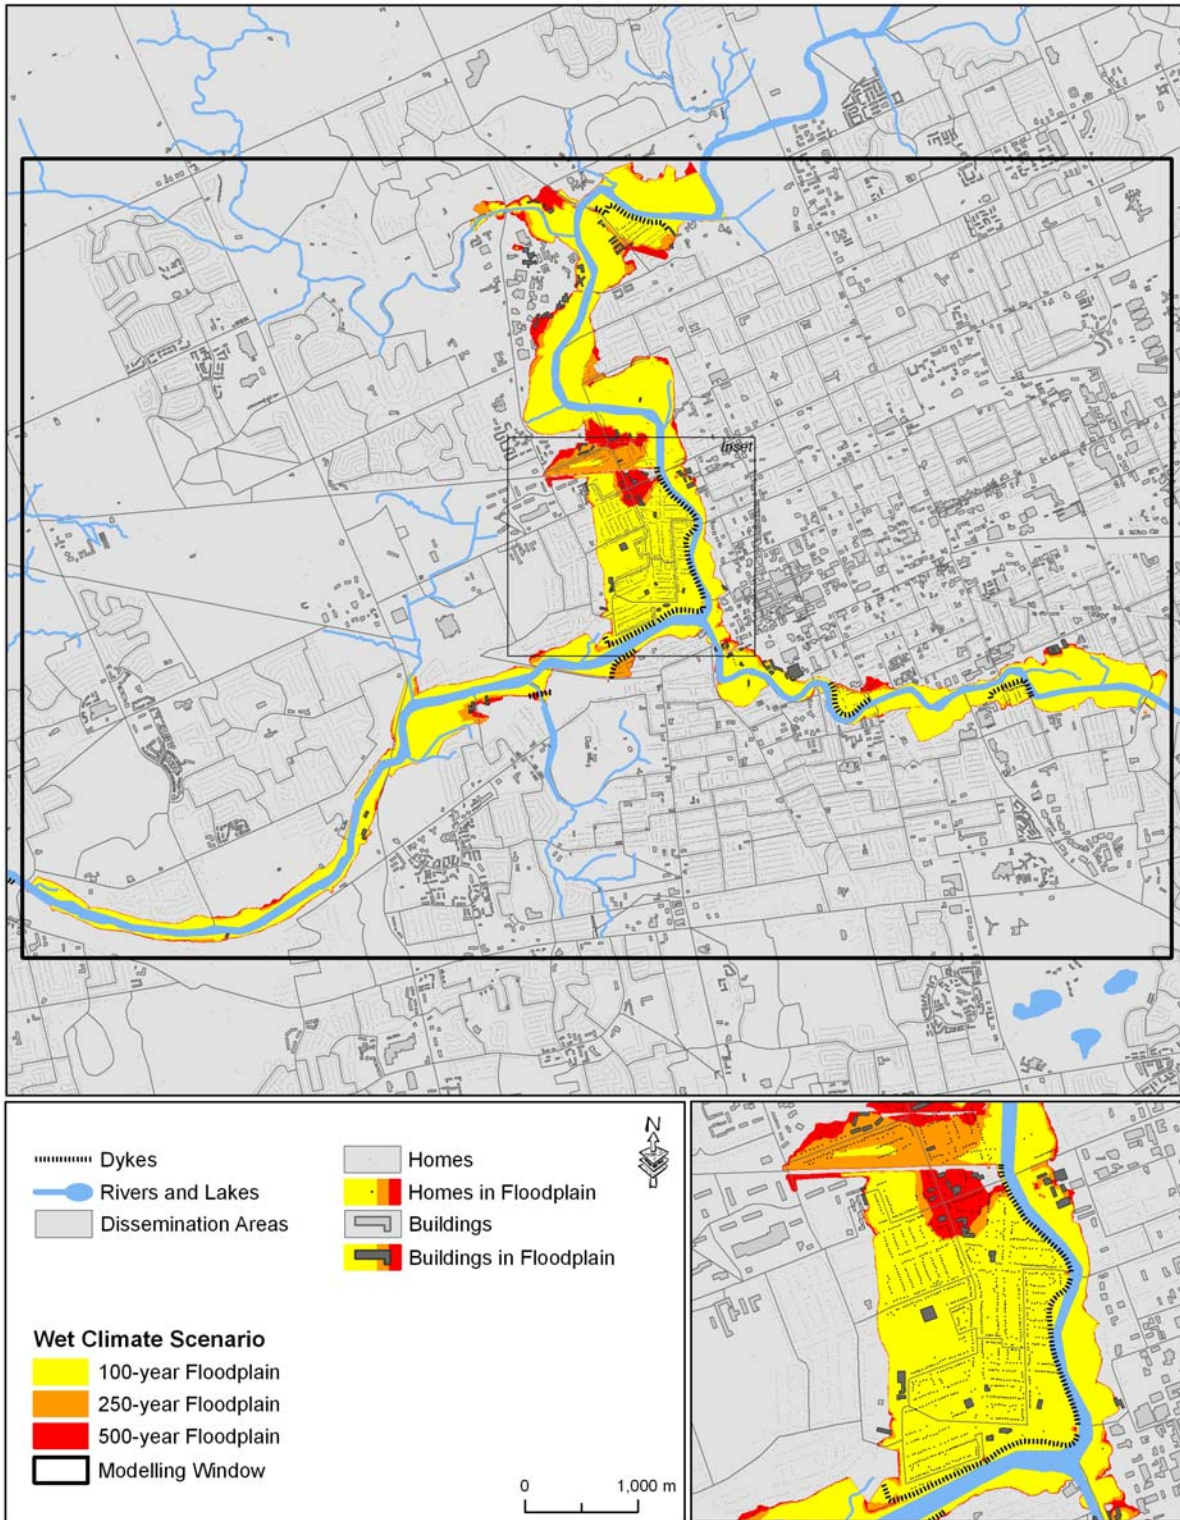 Inset
N
Dykes
Homes
Rivers and Lakes
Homes in Floodplain
Dissemination Areas
Buildings
Buildings in Floodplain
Wet Climate Scenario
100-year Floodplain
250-year Floodplain
500-year Floodplain
Modelling Window
0 1,000 m